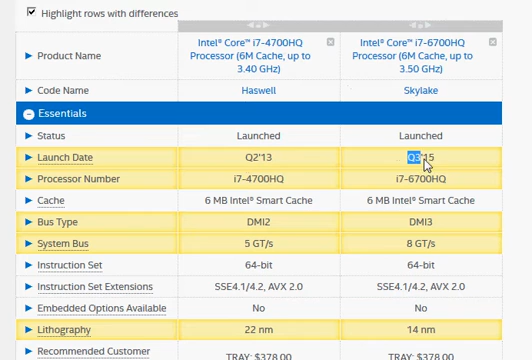 Highlight rows with differences
Product Name
Intel® Core™ i7-4700HQ Processor (6M Cache, up to 3.40 GHz)
Intel® Core™ i7-6700HQ Processor (6M Cache, up to 3.50 GHz)
Code Name Haswell Skylake
Essentials
Status Launched Launched
Launch Date Q2'13 Q3'15
Processor Number i7-4700HQ i7-6700HQ
Cache 6 MB Intel® Smart Cache 6 MB Intel® Smart Cache
Bus Type DMI2 DMI3
System Bus 5 GT/s 8 GT/s
Instruction Set 64-bit 64-bit
Instruction Set Extensions SSE4.1/4.2, AVX 2.0 SSE4.1/4.2, AVX 2.0
Embedded Options Available No No
Lithography 22 nm 14 nm
Recommended Customer TRAY: $378.00 TRAY: $378.00